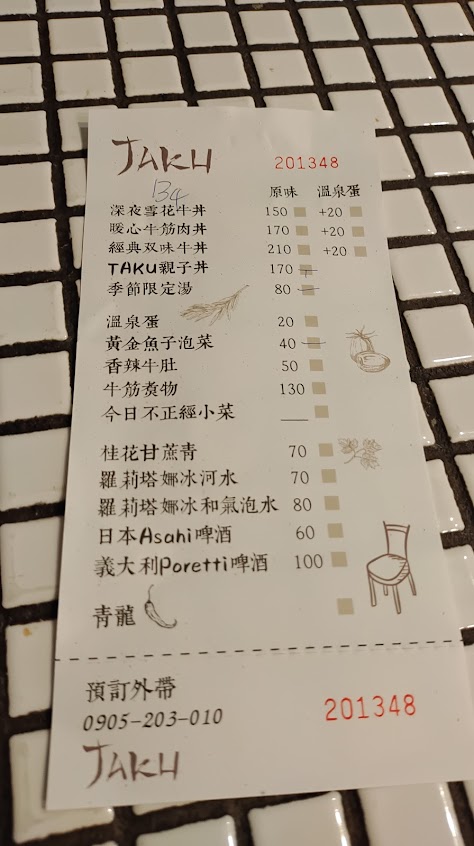 TAKU 201348
B4
原味 溫泉蛋
深夜雪花牛丼 150 +20
暖心牛筋肉丼 170 +20
經典双味牛丼 210 +20
TAKU親子丼 170
季節限定湯 80
溫泉蛋 20
黃金魚子泡菜 40
香辣牛肚 50
牛筋煮物 130
今日不正經小菜 __
桂花甘蔗青 70
羅莉塔娜冰河水 70
羅莉塔娜冰和氣泡水 80
日本Asahi啤酒 60
義大利Poretti啤酒 100
青龍
預訂外帶
0905-203-010 201348
TAKU